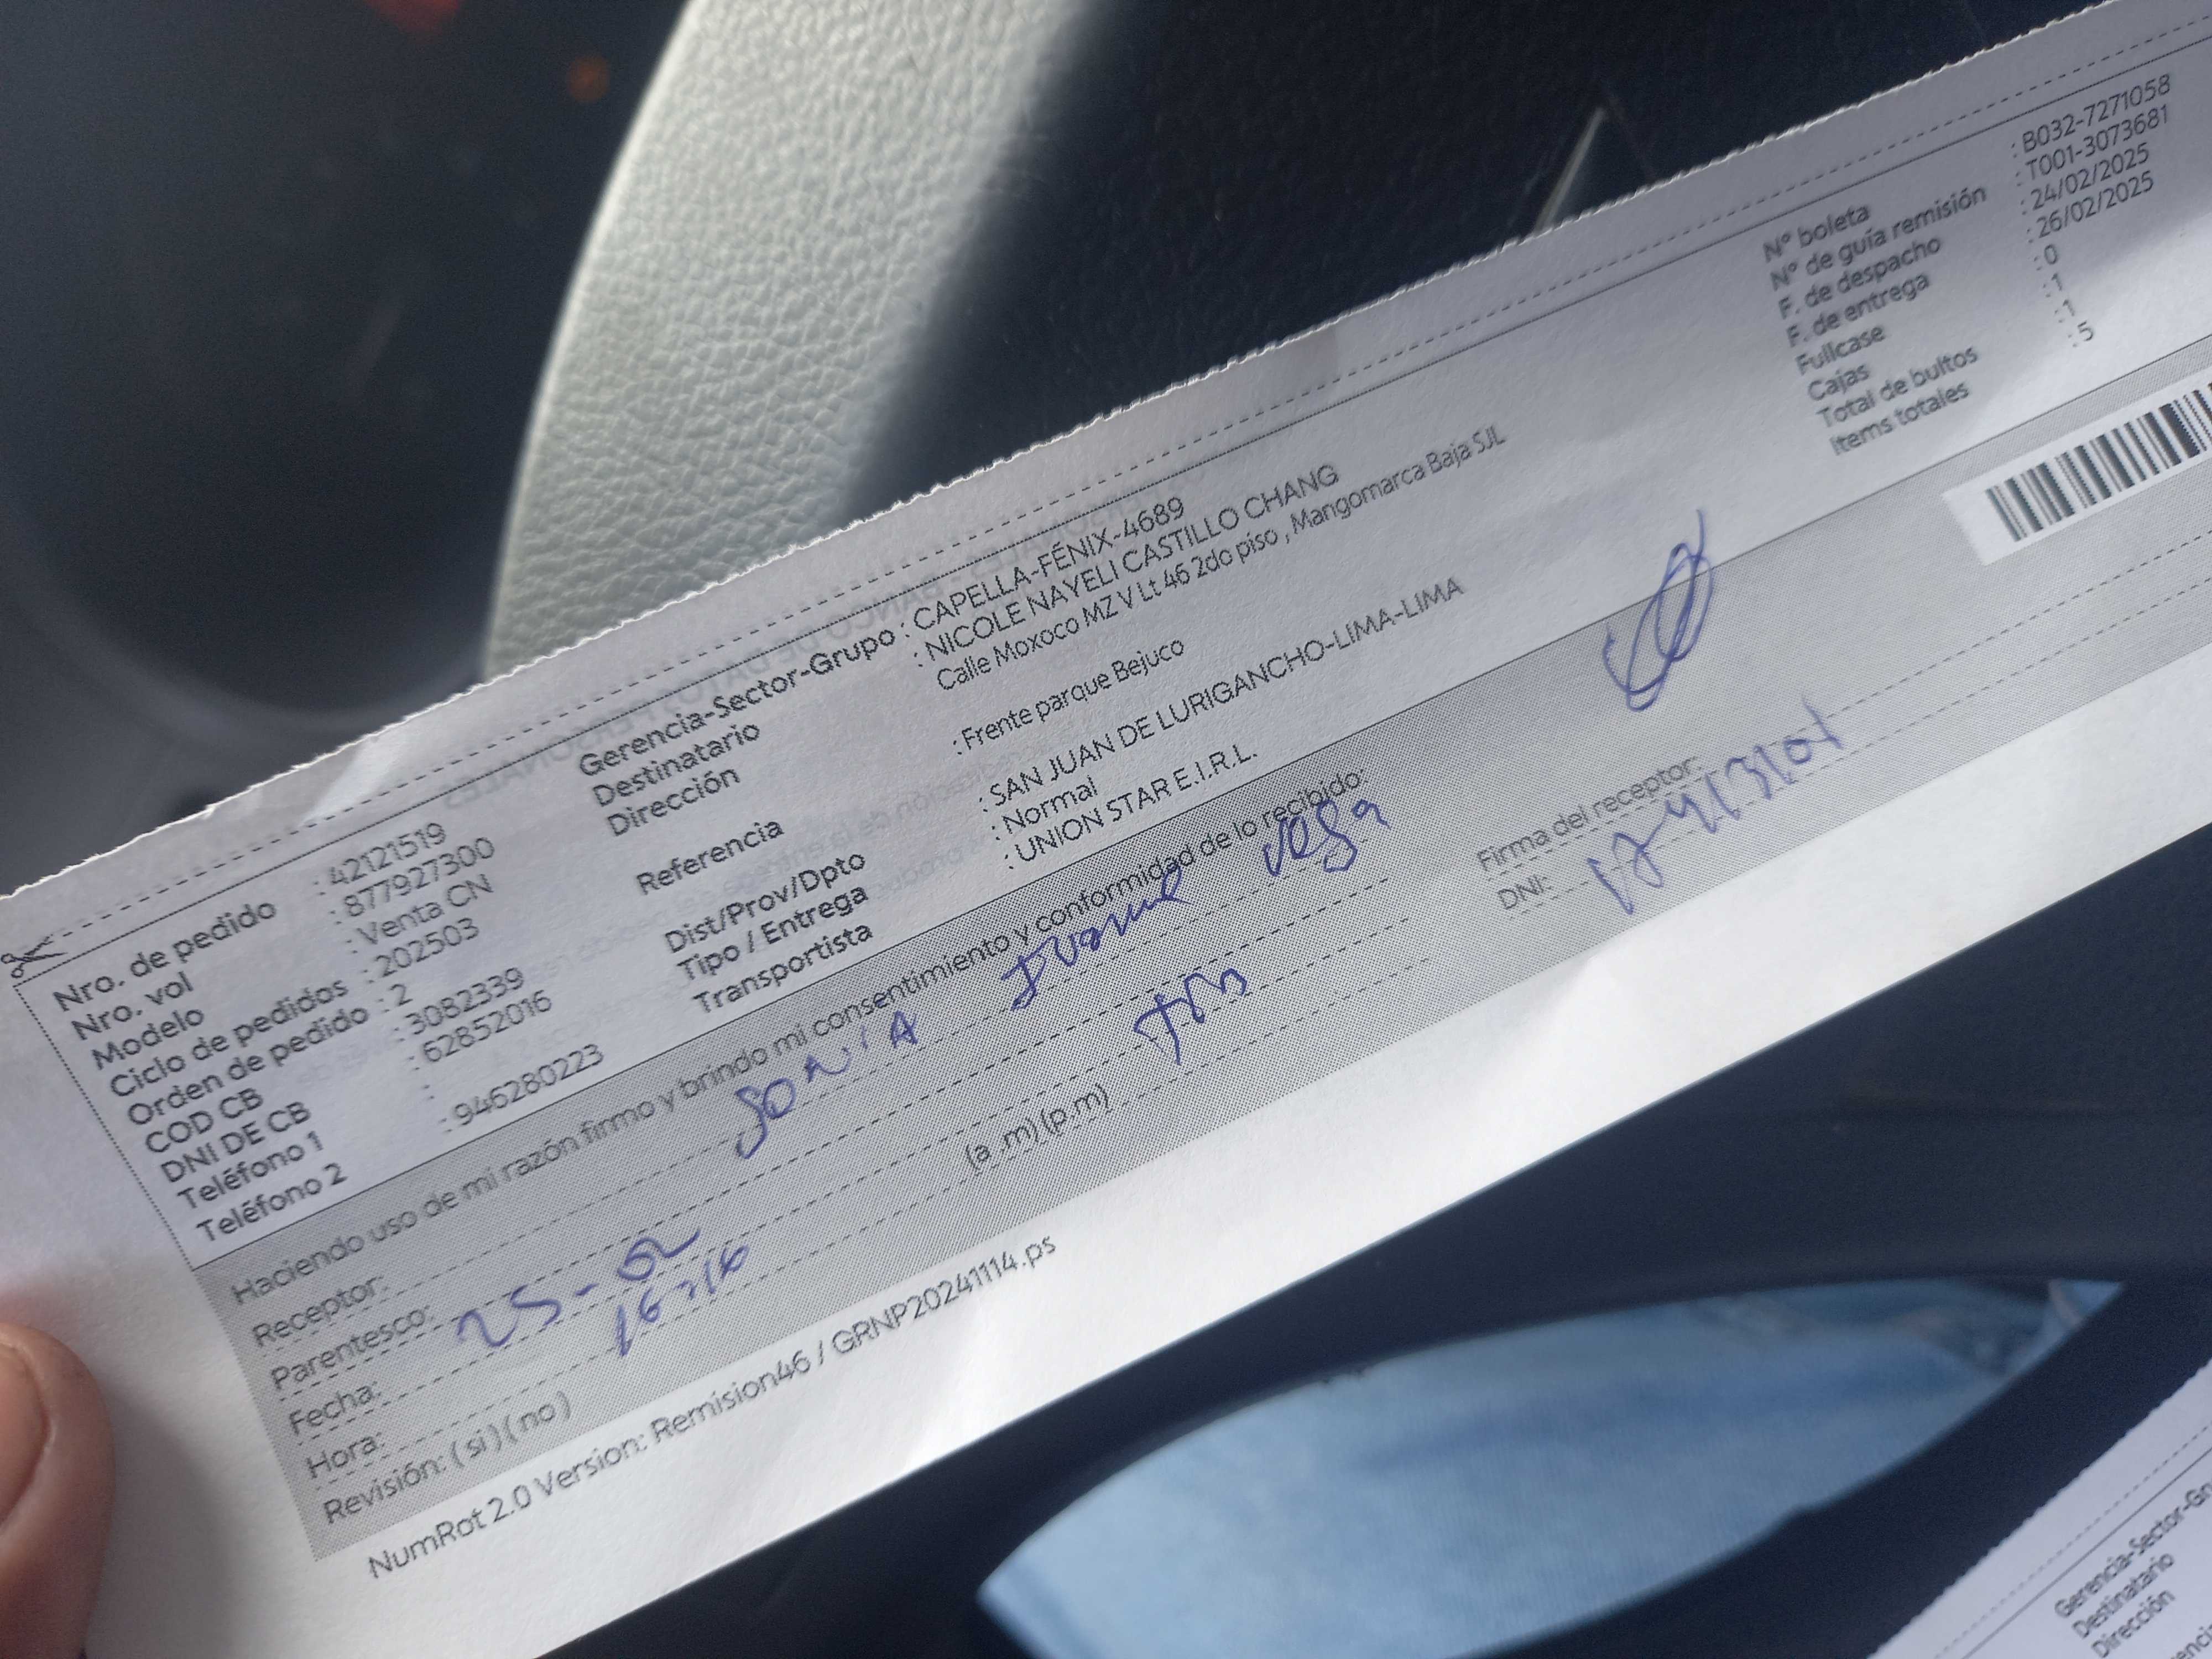 Nro. de pedido : 42121519
Nro. vol : 877927300
Modelo : Venta CN
Ciclo de pedidos : 202503
Orden de pedido : 2
COD CB : 3082339
DNI DE CB : 62852016
Teléfono 1 :
Teléfono 2 : 946280223
Gerencia-Sector-Grupo : CAPELLA-FÉNIX-4689
Destinatario : NICOLE NAYELI CASTILLO CHANG
Dirección Calle Moxoco MZ V Lt 46 2do piso , Mangomarca Baja SJL
Referencia : Frente parque Bejuco
Dist/Prov/Dpto : SAN JUAN DE LURIGANCHO-LIMA-LIMA
Tipo / Entrega : Normal
Transportista : UNION STAR E.I.R.L.
N° boleta : B032-7271058
N° de guía remisión : T001-3073681
F. de despacho : 24/02/2025
F. de entrega : 26/02/2025
Fullcase : 0
Cajas : 1
Total de bultos : 1
Items totales : 5
Haciendo uso de mi razón firmo y brindo mi consentimiento y conformidad de lo recibido:
Receptor: SONIA
Parentesco:
Fecha: 25-02
Hora: (a .m) (p.m)
Revisión: ( si ) ( no )
Firma del receptor:
DNI:
NumRot 2.0 Version: Remision46 / GRNP20241114.ps
Gerencia-Sector-Gr
Destinatario
Dirección